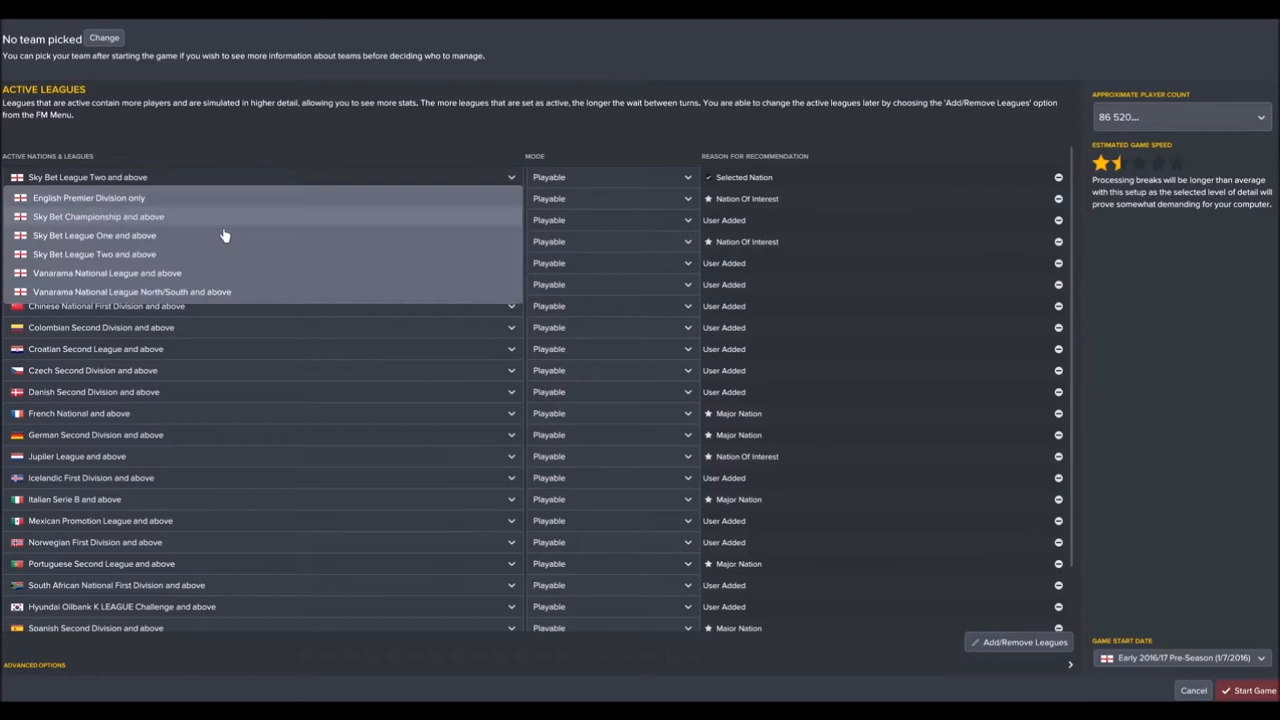 No team picked Change
You can pick your team after starting the game if you wish to see more information about teams before deciding who to manage.
ACTIVE LEAGUES
Leagues that are active contain more players and are simulated in higher detail, allowing you to see more stats. The more leagues that are set as active, the longer the wait between turns. You are able to change the active leagues later by choosing the 'Add/Remove Leagues' option
from the FM Menu.
APPROXIMATE PLAYER COUNT
86 520...
ESTIMATED GAME SPEED
Processing breaks will be longer than average
with this setup as the selected level of detail will
prove somewhat demanding for your computer.
ACTIVE NATIONS & LEAGUES MODE REASON FOR RECOMMENDATION
Sky Bet League Two and above Playable Selected Nation
English Premier Division only Playable Nation Of Interest
Sky Bet Championship and above Playable User Added
Sky Bet League One and above Playable Nation Of Interest
Sky Bet League Two and above Playable User Added
Vanarama National League and above Playable User Added
Vanarama National League North/South and above
Chinese National First Division and above Playable User Added
Colombian Second Division and above Playable User Added
Croatian Second League and above Playable User Added
Czech Second Division and above Playable User Added
Danish Second Division and above Playable User Added
French National and above Playable Major Nation
German Second Division and above Playable Major Nation
Jupiler League and above Playable Nation Of Interest
Icelandic First Division and above Playable User Added
Italian Serie B and above Playable Major Nation
Mexican Promotion League and above Playable User Added
Norwegian First Division and above Playable User Added
Portuguese Second League and above Playable Major Nation
South African National First Division and above Playable User Added
Hyundai Oilbank K LEAGUE Challenge and above Playable User Added
Spanish Second Division and above Playable Major Nation
Add/Remove Leagues
ADVANCED OPTIONS
GAME START DATE
Early 2016/17 Pre-Season (1/7/2016)
Cancel Start Game